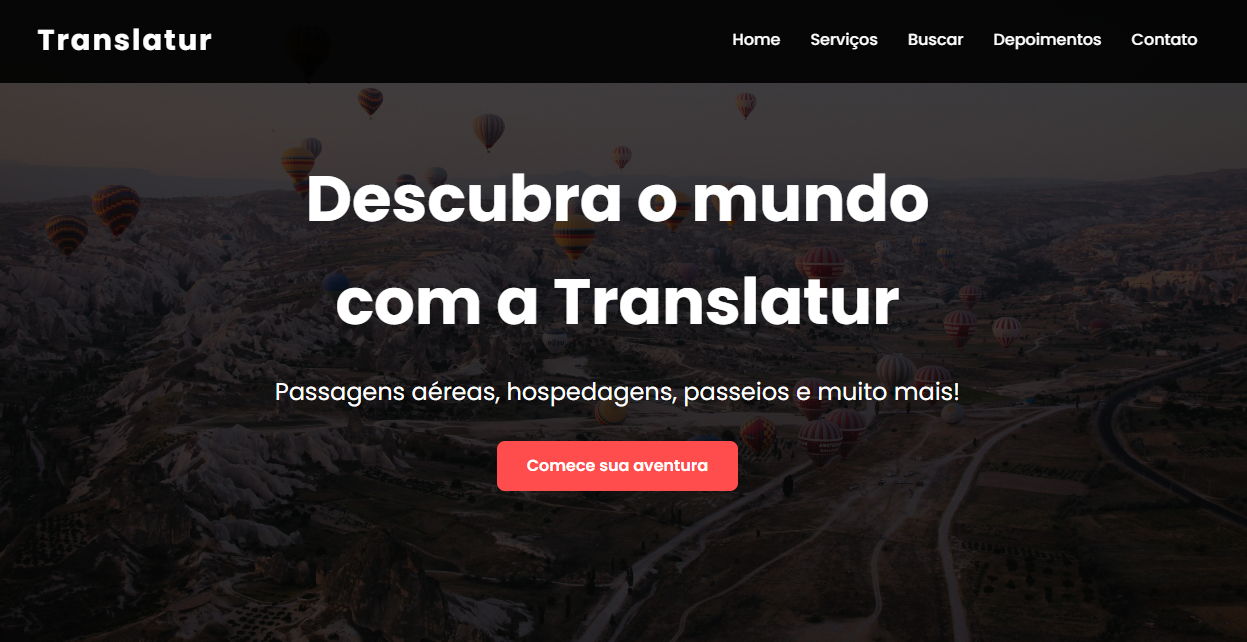 Translatur
Home Serviços Buscar Depoimentos Contato
Descubra o mundo
com a Translatur
Passagens aéreas, hospedagens, passeios e muito mais!
Comece sua aventura